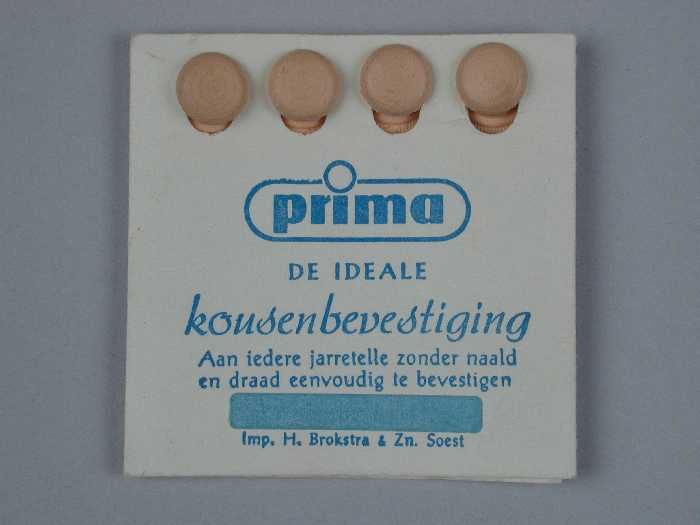 prima
DE IDEALE
kousenbevestiging
Aan iedere jarretelle zonder naald
en draad eenvoudig te bevestigen
Imp. H. Brokstra & Zn. Soest